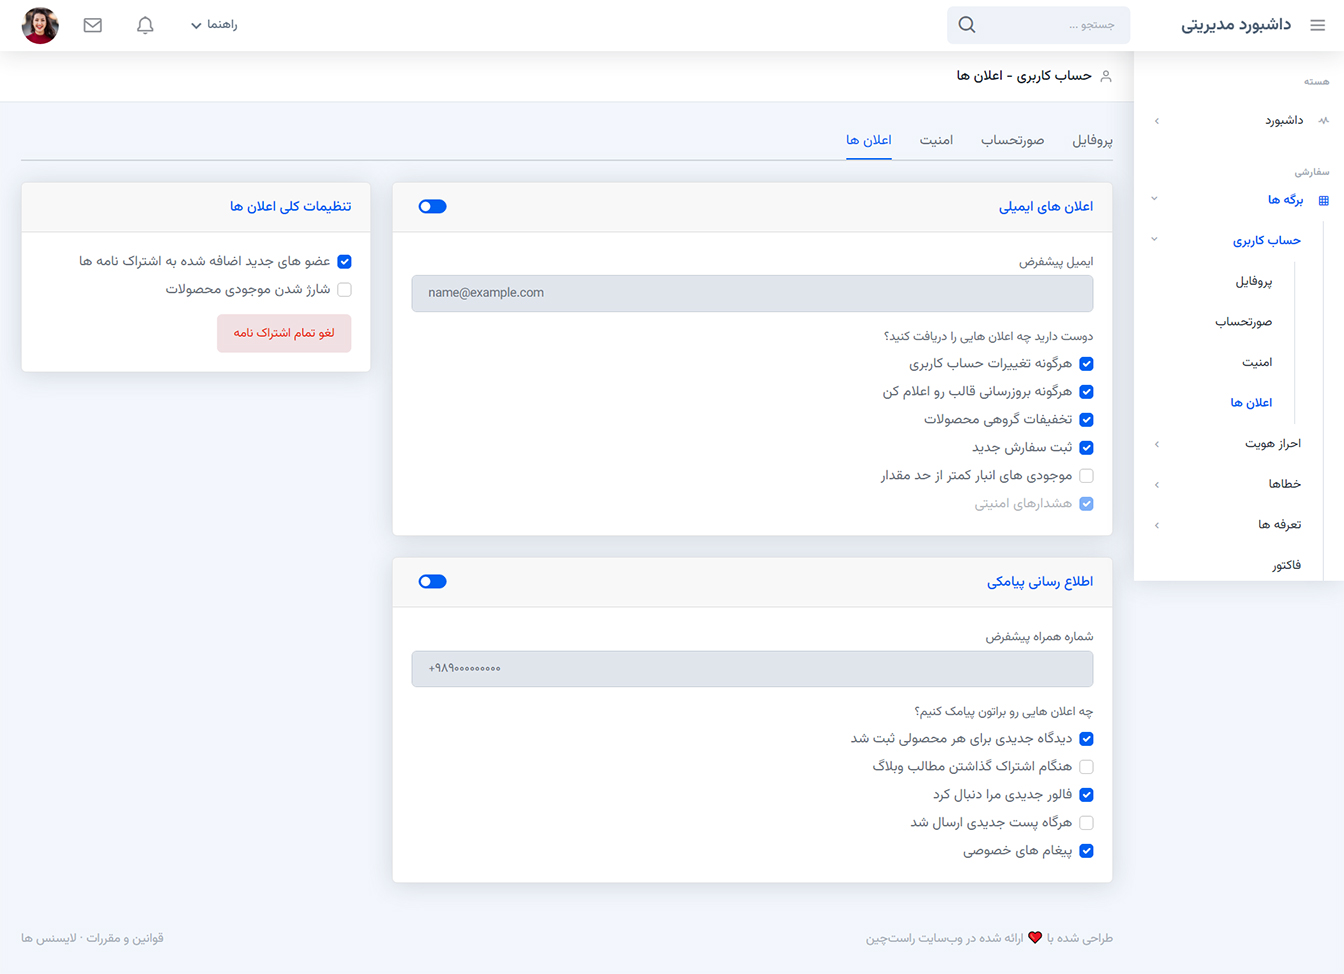 داشبورد مدیریتی
جستجو ...
راهنما
هسته
داشبورد
سفارشی
برگه ها
حساب کاربری
پروفایل
صورتحساب
امنیت
اعلان ها
احراز هویت
خطاها
تعرفه ها
فاکتور
حساب کاربری - اعلان ها
پروفایل
صورتحساب
امنیت
اعلان ها
اعلان های ایمیلی
ایمیل پیشفرض
name@example.com
دوست دارید چه اعلان هایی را دریافت کنید؟
هرگونه تغییرات حساب کاربری
هرگونه بروزرسانی قالب رو اعلام کن
تخفیفات گروهی محصولات
ثبت سفارش جدید
موجودی های انبار کمتر از حد مقدار
هشدارهای امنیتی
اطلاع رسانی پیامکی
شماره همراه پیشفرض
+۹۸۹۰۰۰۰۰۰۰۰۰
چه اعلان هایی رو براتون پیامک کنیم؟
دیدگاه جدیدی برای هر محصولی ثبت شد
هنگام اشتراک گذاشتن مطالب وبلاگ
فالور جدیدی مرا دنبال کرد
هرگاه پست جدیدی ارسال شد
پیغام های خصوصی
تنظیمات کلی اعلان ها
عضو های جدید اضافه شده به اشتراک نامه ها
شارژ شدن موجودی محصولات
لغو تمام اشتراک نامه
طراحی شده با ❤️ ارائه شده در وب‌سایت راست‌چین
قوانین و مقررات · لایسنس ها